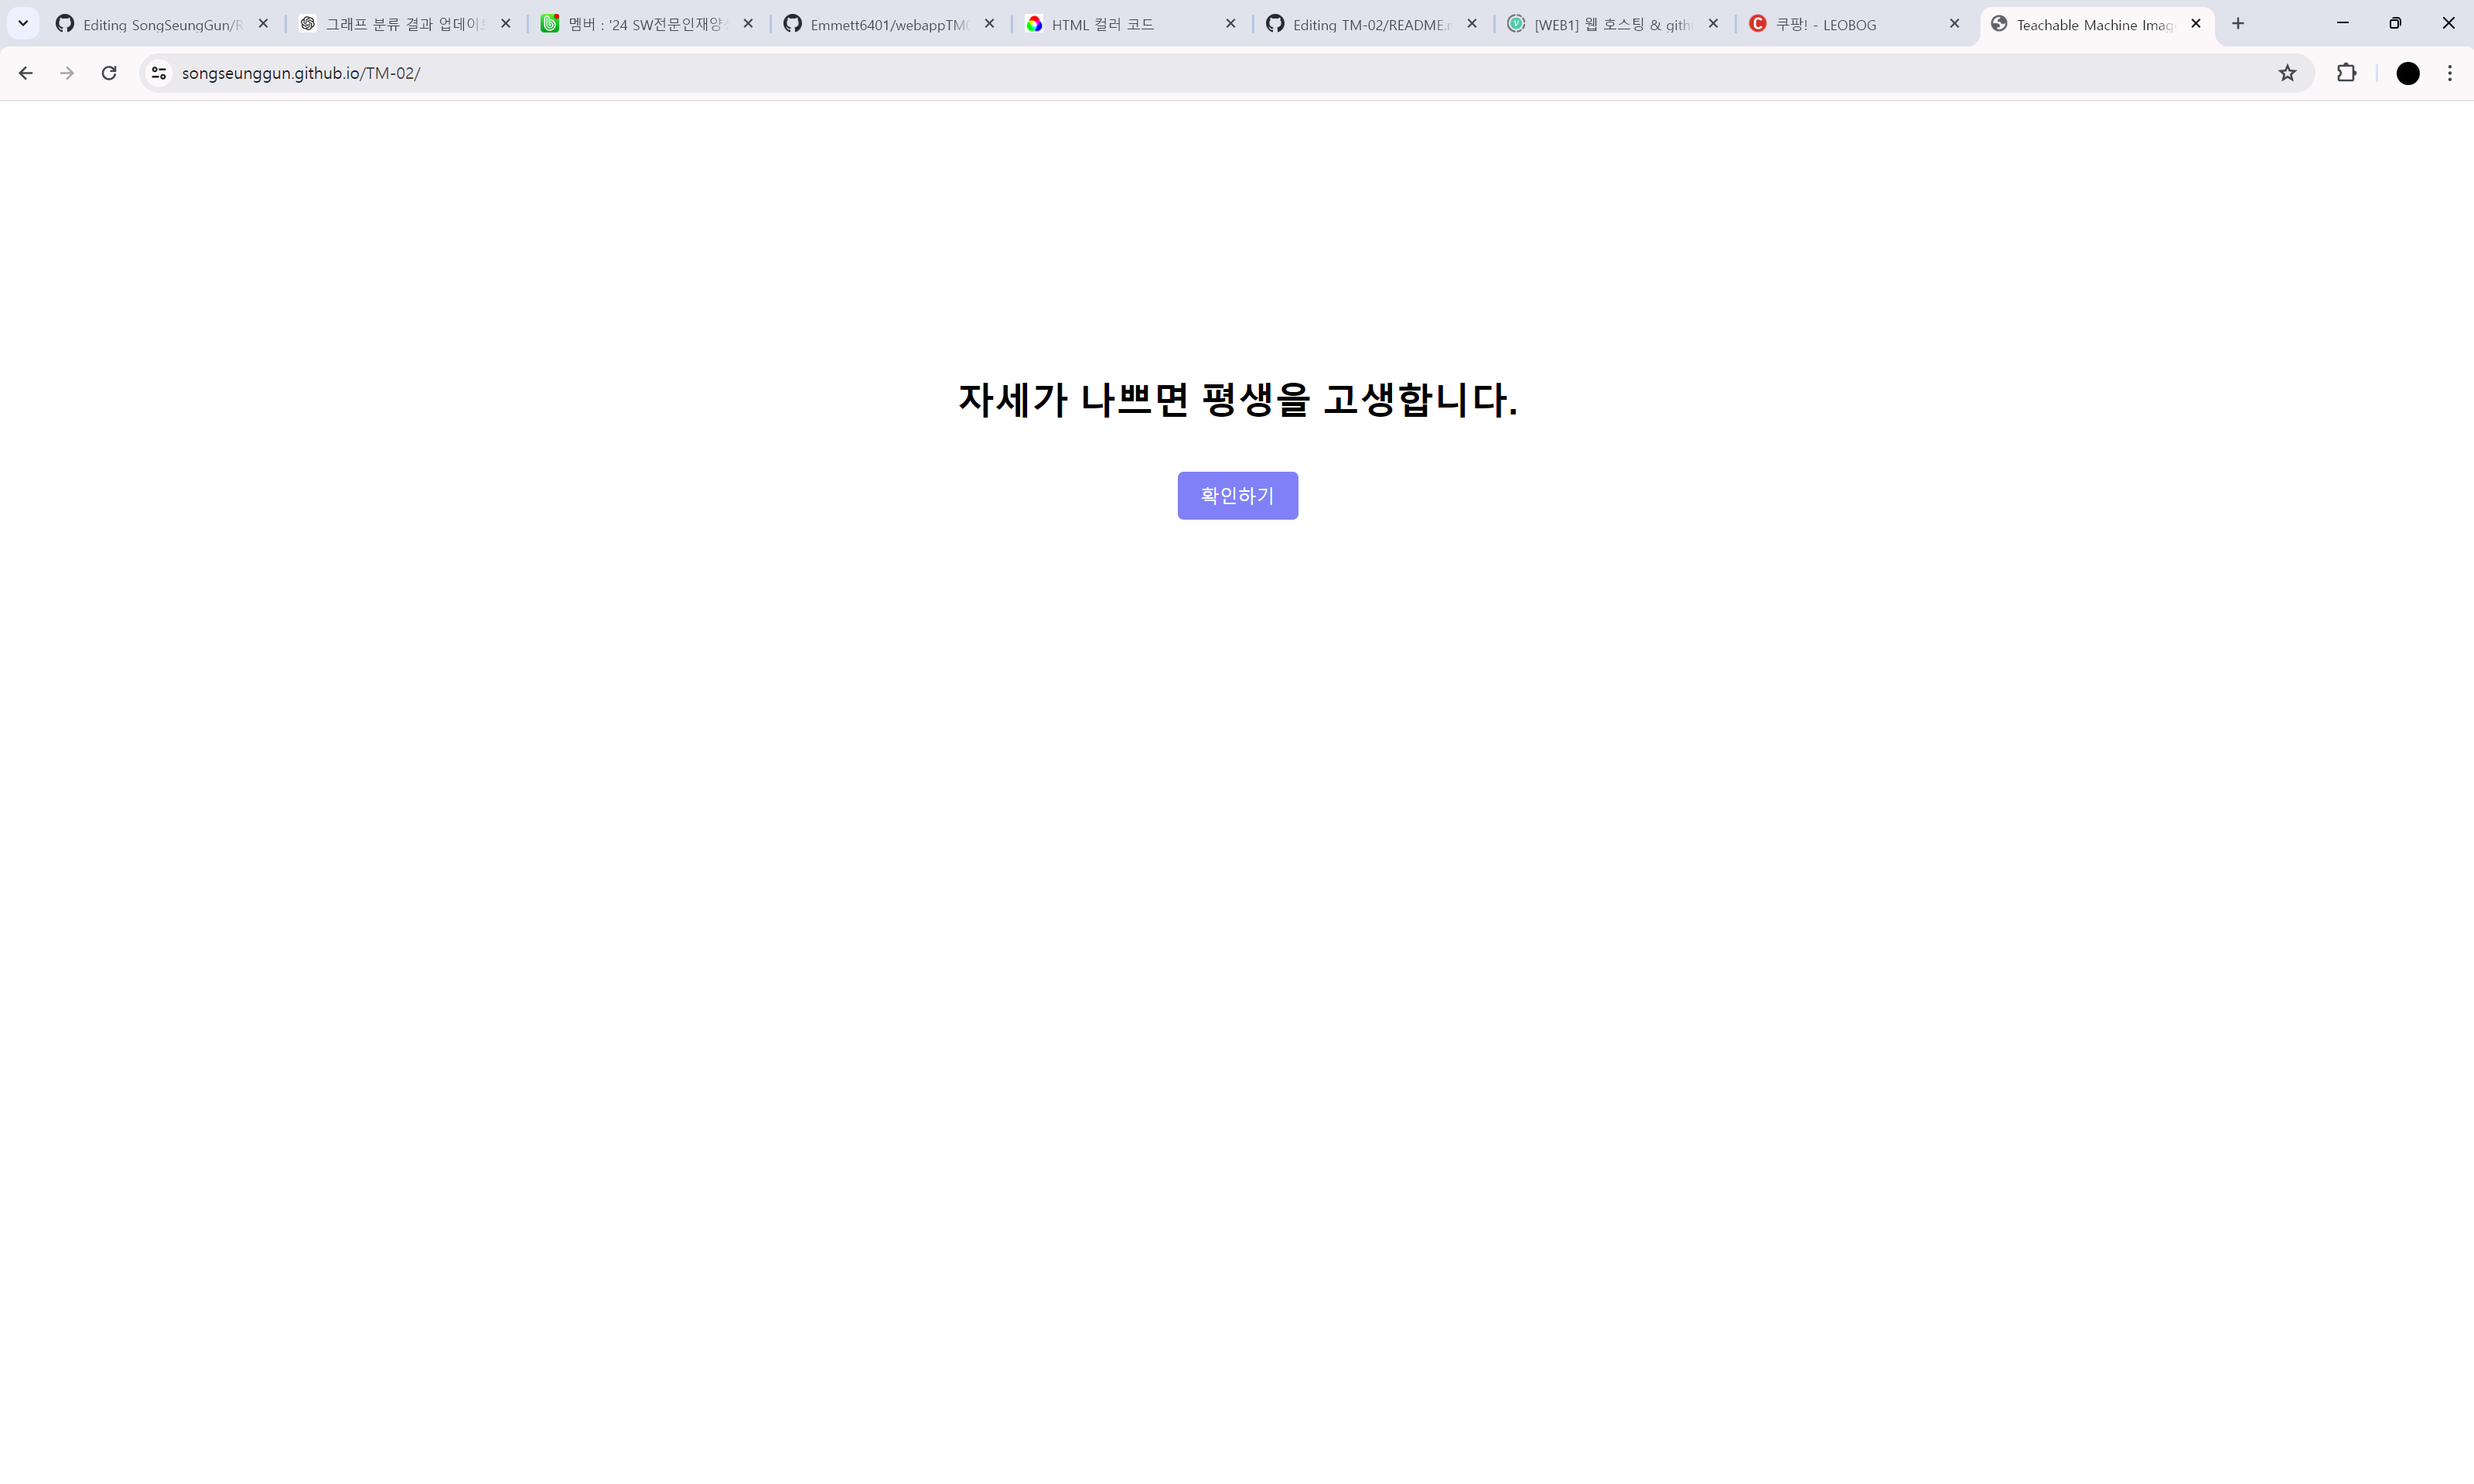 Editing SongSeungGun/R
그래프 분류 결과 업데이트
멤버 : '24 SW전문인재양
Emmett6401/webappTM
HTML 컬러 코드
Editing TM-02/README.m
[WEB1] 웹 호스팅 & gith
쿠팡! - LEOBOG
Teachable Machine Imag
songseunggun.github.io/TM-02/
자세가 나쁘면 평생을 고생합니다.
확인하기